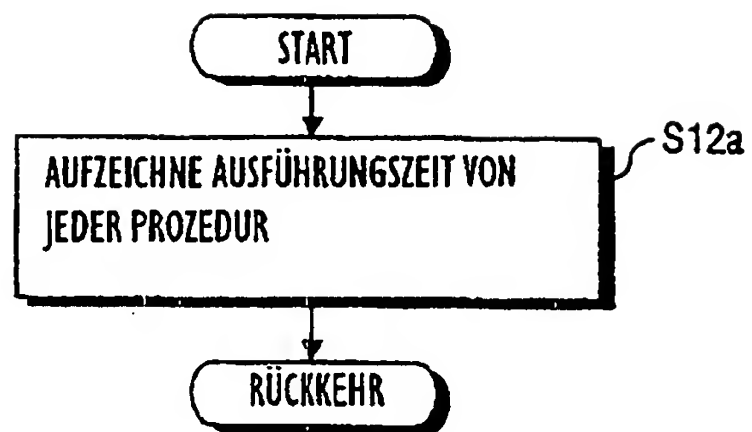 START
AUFZEICHNE AUSFÜHRUNGSZEIT VON
JEDER PROZEDUR
S12a
RÜCKKEHR